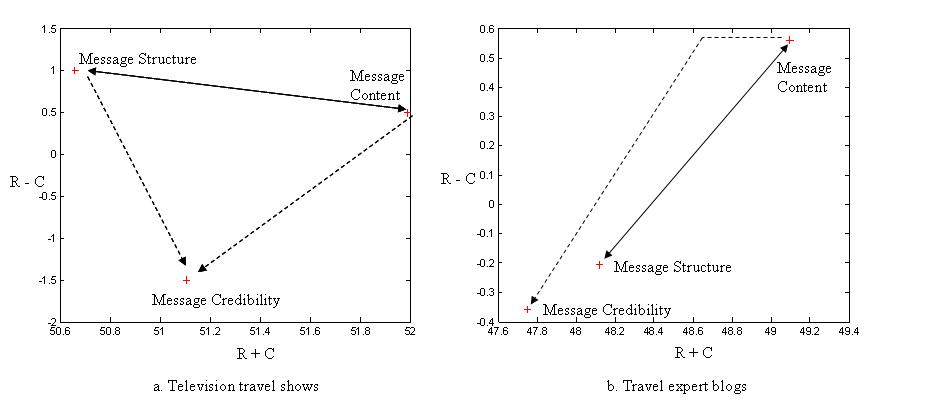 1.5
1
0.5
0
-0.5
-1
-1.5
-2
R - C
Message Structure
Message
Content
Message Credibility
50.6 50.8 51 51.2 51.4 51.6 51.8 52
R + C
a. Television travel shows
0.6
0.5
0.4
0.3
0.2
0.1
0
-0.1
-0.2
-0.3
-0.4
R - C
Message
Content
Message Structure
Message Credibility
47.6 47.8 48 48.2 48.4 48.6 48.8 49 49.2 49.4
R + C
b. Travel expert blogs